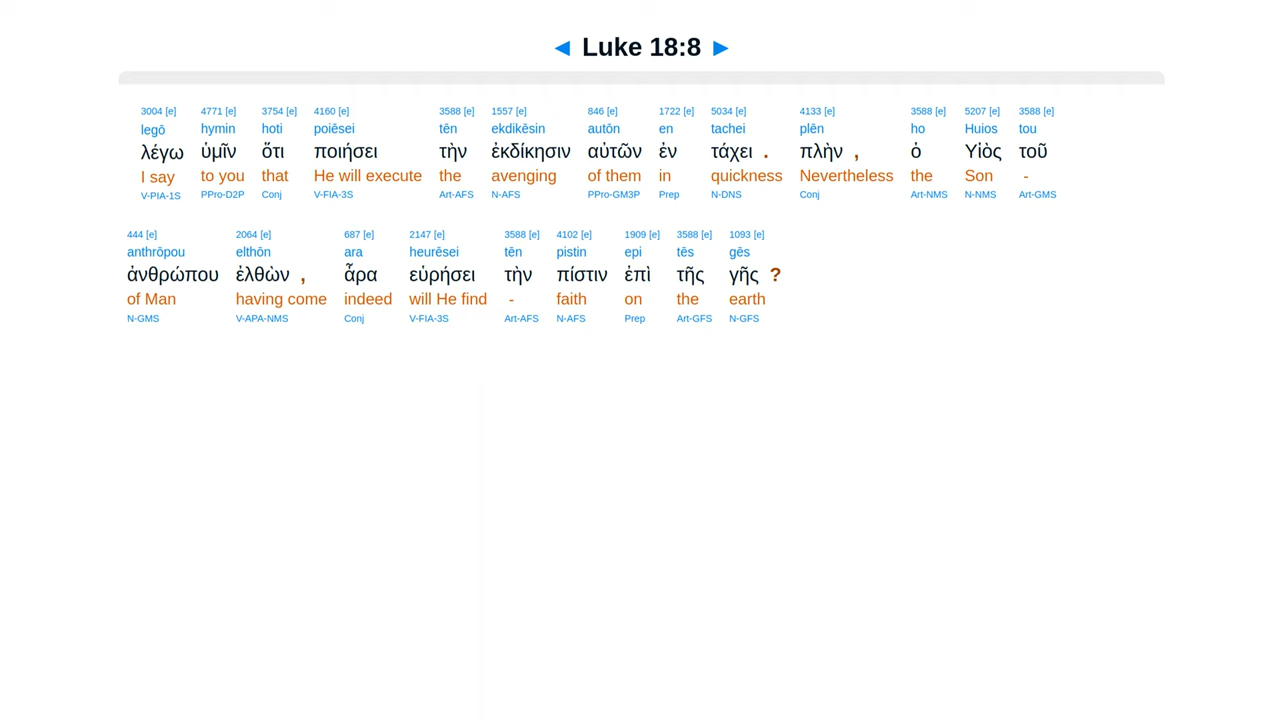 ◄ Luke 18:8 ►
3004 [e] 4771 [e] 3754 [e] 4160 [e] 3588 [e] 1557 [e] 846 [e] 1722 [e] 5034 [e] 4133 [e] 3588 [e] 5207 [e] 3588 [e]
legō hymin hoti poiēsei tēn ekdikēsin autōn en tachei plēn ho Huios tou
λέγω ὑμῖν ὅτι ποιήσει τὴν ἐκδίκησιν αὐτῶν ἐν τάχει . πλὴν , ὁ Υἱὸς τοῦ
I say to you that He will execute the avenging of them in quickness Nevertheless the Son -
V-PIA-1S PPro-D2P Conj V-FIA-3S Art-AFS N-AFS PPro-GM3P Prep N-DNS Conj Art-NMS N-NMS Art-GMS
444 [e] 2064 [e] 687 [e] 2147 [e] 3588 [e] 4102 [e] 1909 [e] 3588 [e] 1093 [e]
anthrōpou elthōn ara heurēsei tēn pistin epi tēs gēs
ἀνθρώπου ἐλθὼν , ἆρα εὑρήσει τὴν πίστιν ἐπὶ τῆς γῆς ?
of Man having come indeed will He find - faith on the earth
N-GMS V-APA-NMS Conj V-FIA-3S Art-AFS N-AFS Prep Art-GFS N-GFS